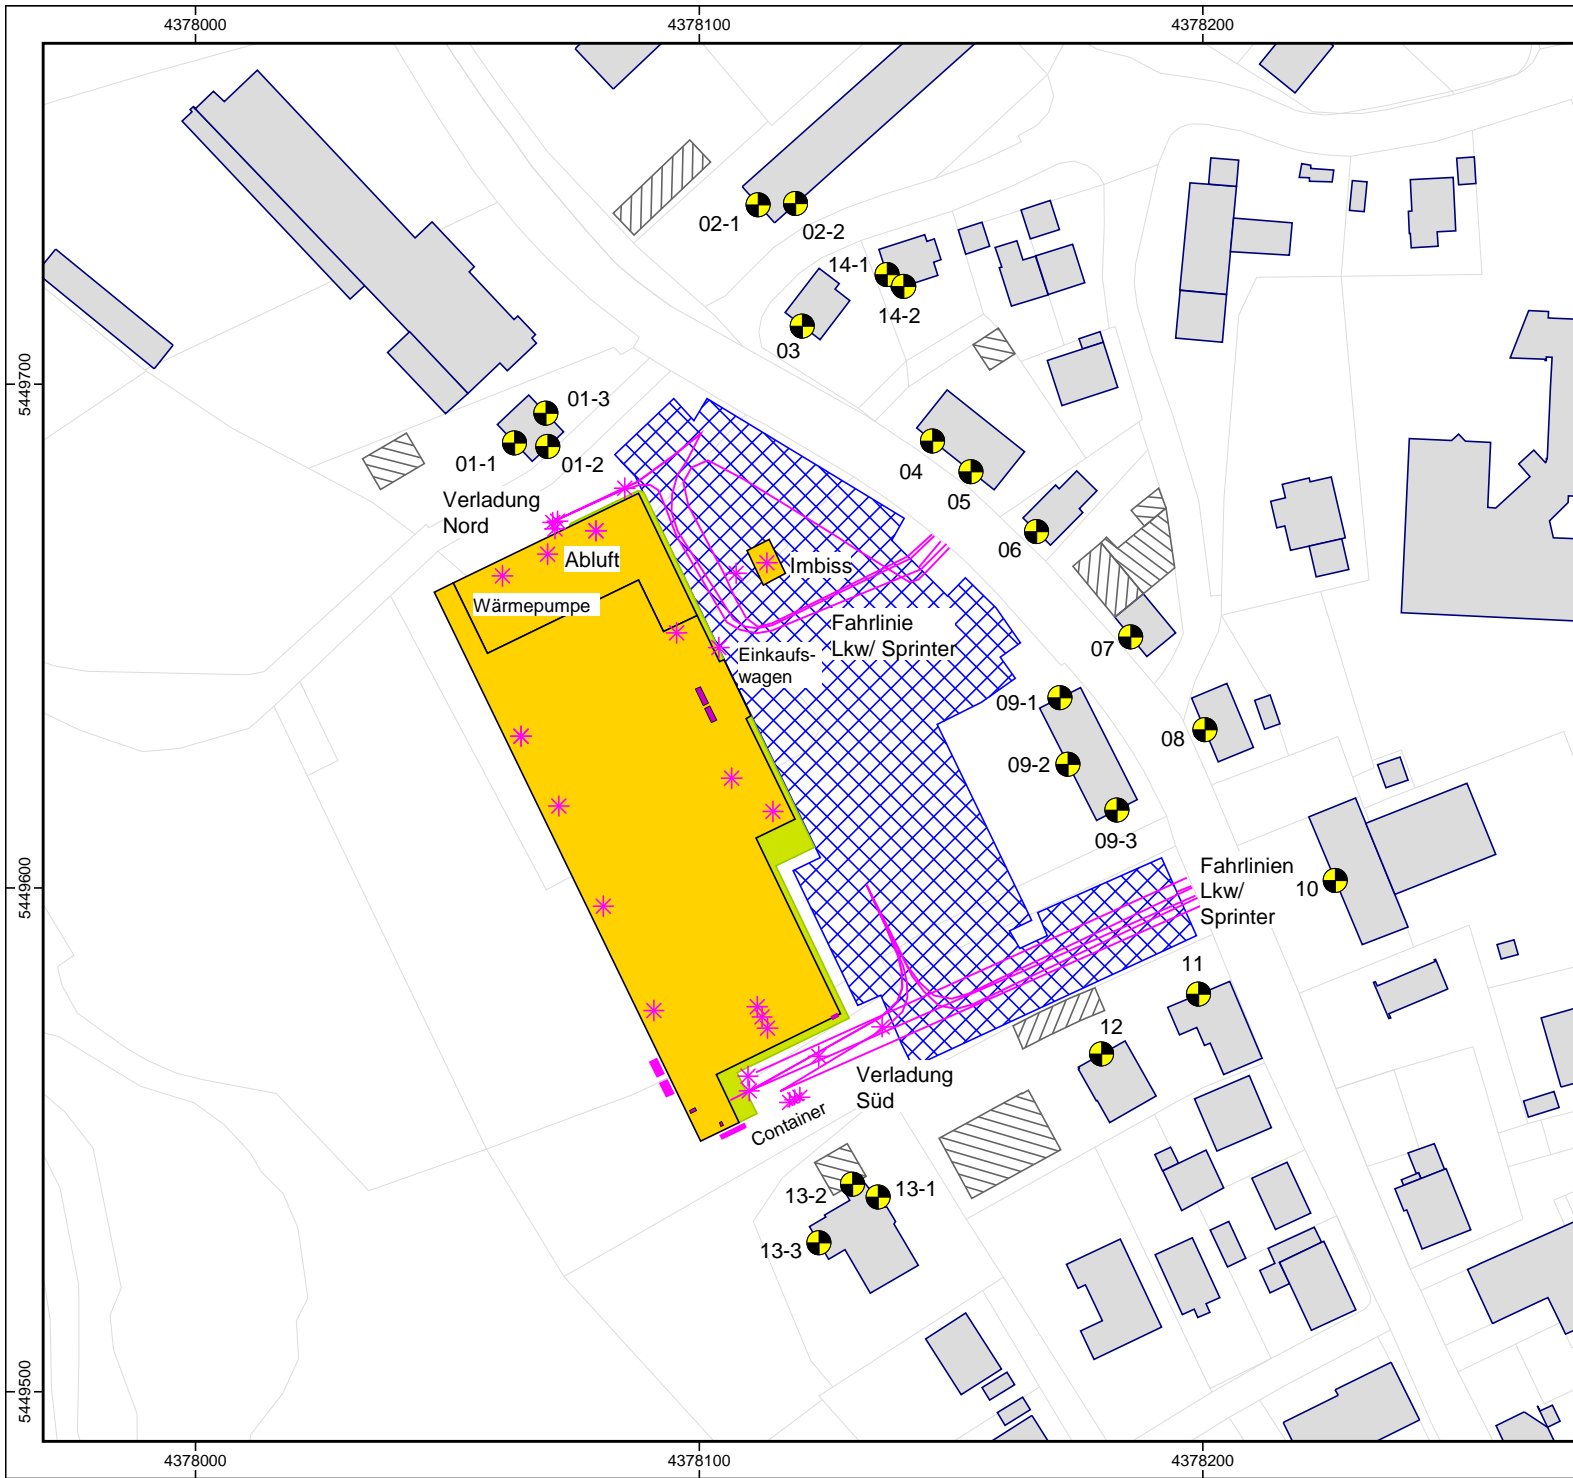 4378000
4378100
4378200
5449700
5449600
5449500
02-1
02-2
14-1
14-2
03
01-3
01-1
01-2
04
05
06
07
08
Verladung
Nord
Abluft
Wärmepumpe
Imbiss
Fahrlinie
Lkw/ Sprinter
Einkaufs-
wagen
09-1
09-2
09-3
10
Fahrlinien
Lkw/
Sprinter
11
12
Verladung
Süd
Container
13-2
13-1
13-3
4378000
4378100
4378200